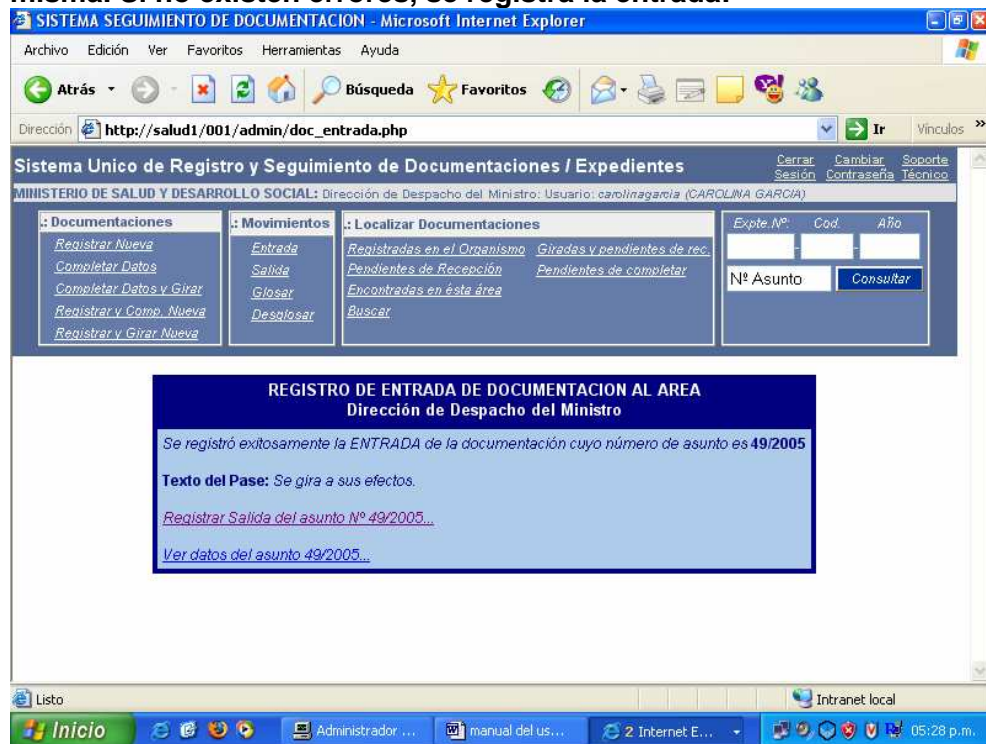 misma. Si no existen errores, se registra la entrada.
SISTEMA SEGUIMIENTO DE DOCUMENTACION - Microsoft Internet Explorer
Archivo Edición Ver Favoritos Herramientas Ayuda
Atrás Búsqueda Favoritos
Dirección http://salud1/001/admin/doc_entrada.php Ir Vínculos »
Sistema Unico de Registro y Seguimiento de Documentaciones / Expedientes
Cerrar Sesión Cambiar Contraseña Soporte Técnico
MINISTERIO DE SALUD Y DESARROLLO SOCIAL: Dirección de Despacho del Ministro: Usuario: carolinagarcia (CAROLINA GARCIA)
.: Documentaciones
Registrar Nueva
Completar Datos
Completar Datos y Girar
Registrar y Comp. Nueva
Registrar y Girar Nueva
.: Movimientos
Entrada
Salida
Glosar
Desglosar
.: Localizar Documentaciones
Registradas en el Organismo Giradas y pendientes de rec.
Pendientes de Recepción Pendientes de completar
Encontradas en ésta área
Buscar
Expte.Nº: Cod. Año
- -
Nº Asunto Consultar
REGISTRO DE ENTRADA DE DOCUMENTACION AL AREA
Dirección de Despacho del Ministro
Se registró exitosamente la ENTRADA de la documentación cuyo número de asunto es 49/2005
Texto del Pase: Se gira a sus efectos.
Registrar Salida del asunto Nº 49/2005...
Ver datos del asunto 49/2005...
Listo Intranet local
Inicio Administrador ... manual del us... 2 Internet E... 05:28 p.m.